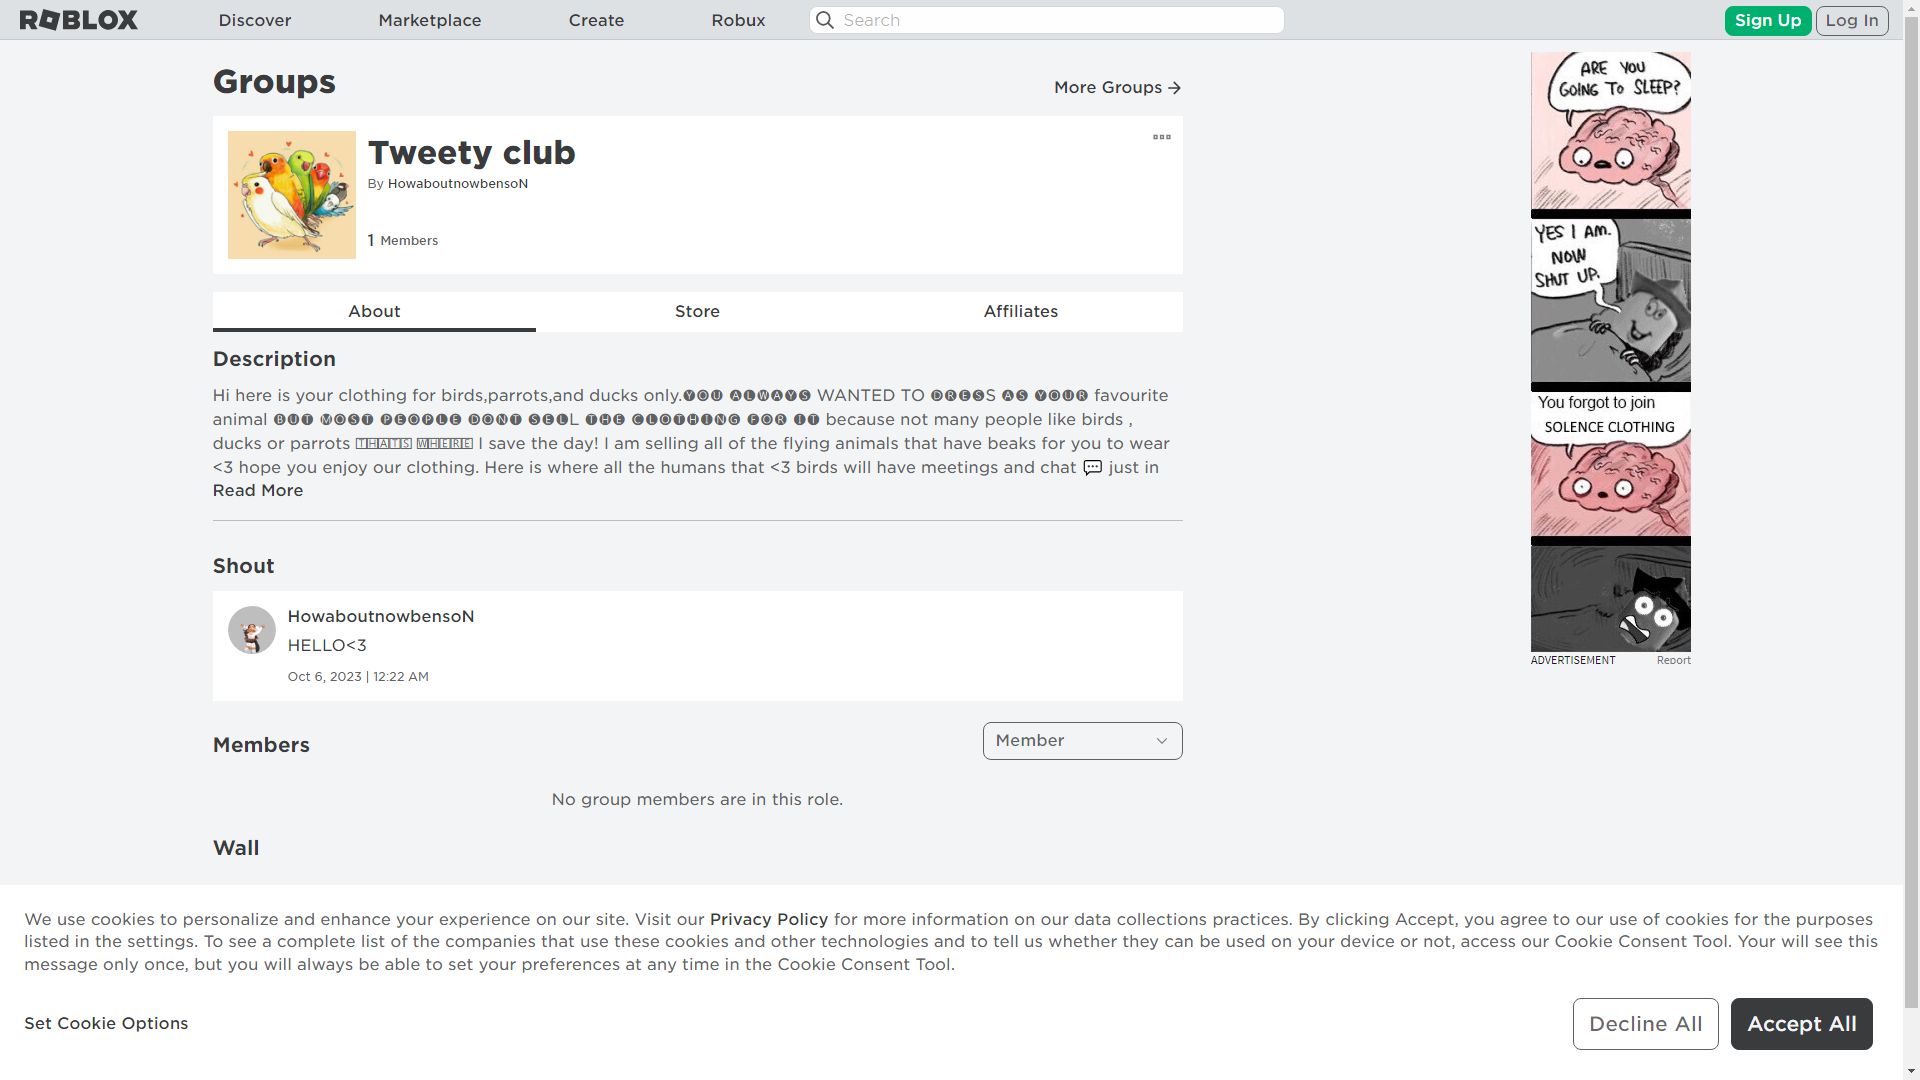 ROBLOX
Discover
Marketplace
Create
Robux
Search
Sign Up
Log In
Groups
More Groups →
Tweety club
By HowaboutnowbensoN
1 Members
About
Store
Affiliates
Description
Hi here is your clothing for birds,parrots,and ducks only.🅨🅞🅤 🅐🅛🅦🅐🅨🅢 WANTED TO 🅓🅡🅔🅢S 🅐🅢 🅨🅞🅤🅡 favourite
animal 🅑🅤🅣 🅜🅞🅢🅣 🅟🅔🅞🅟🅛🅔 🅓🅞🅝🅣 🅢🅔🅛L 🅣🅗🅔 🅒🅛🅞🅣🅗🅘🅝🅖 🅕🅞🅡 🅘🅣 because not many people like birds ,
ducks or parrots 🅃🄷🄰🅃🅂 🅆🄷🄴🅁🄴 I save the day! I am selling all of the flying animals that have beaks for you to wear
<3 hope you enjoy our clothing. Here is where all the humans that <3 birds will have meetings and chat 💬 just in
Read More
Shout
HowaboutnowbensoN
HELLO<3
Oct 6, 2023 | 12:22 AM
Members
Member
No group members are in this role.
Wall
ARE YOU
GOING TO SLEEP?
YES I AM.
NOW
SHUT UP.
You forgot to join
SOLENCE CLOTHING
ADVERTISEMENT
Report
We use cookies to personalize and enhance your experience on our site. Visit our Privacy Policy for more information on our data collections practices. By clicking Accept, you agree to our use of cookies for the purposes
listed in the settings. To see a complete list of the companies that use these cookies and other technologies and to tell us whether they can be used on your device or not, access our Cookie Consent Tool. Your will see this
message only once, but you will always be able to set your preferences at any time in the Cookie Consent Tool.
Set Cookie Options
Decline All
Accept All